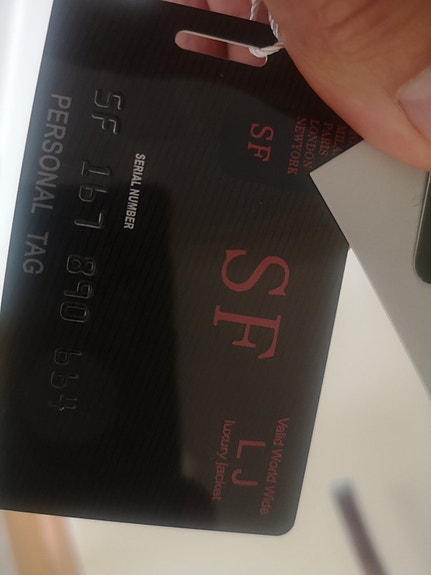 MILAN
PARIS
LONDON
NEWYORK
SF
SF
Valid World Wide
LJ
luxury jacket
SERIAL NUMBER
SF 167 890 664
PERSONAL TAG